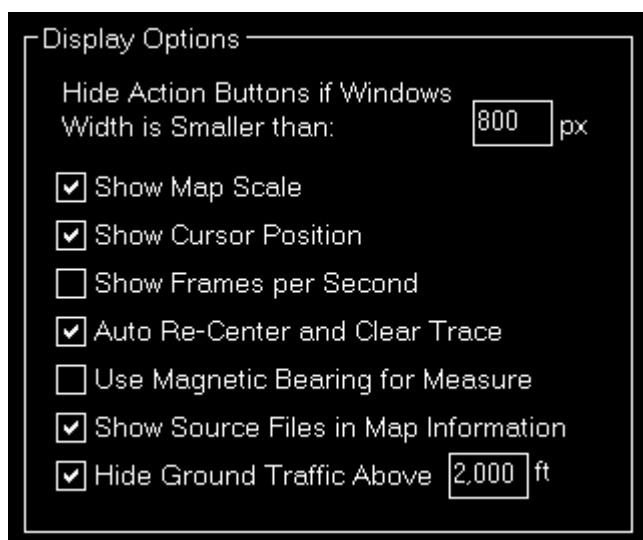 Display Options
Hide Action Buttons if Windows
Width is Smaller than: 800 px
Show Map Scale
Show Cursor Position
Show Frames per Second
Auto Re-Center and Clear Trace
Use Magnetic Bearing for Measure
Show Source Files in Map Information
Hide Ground Traffic Above 2,000 ft